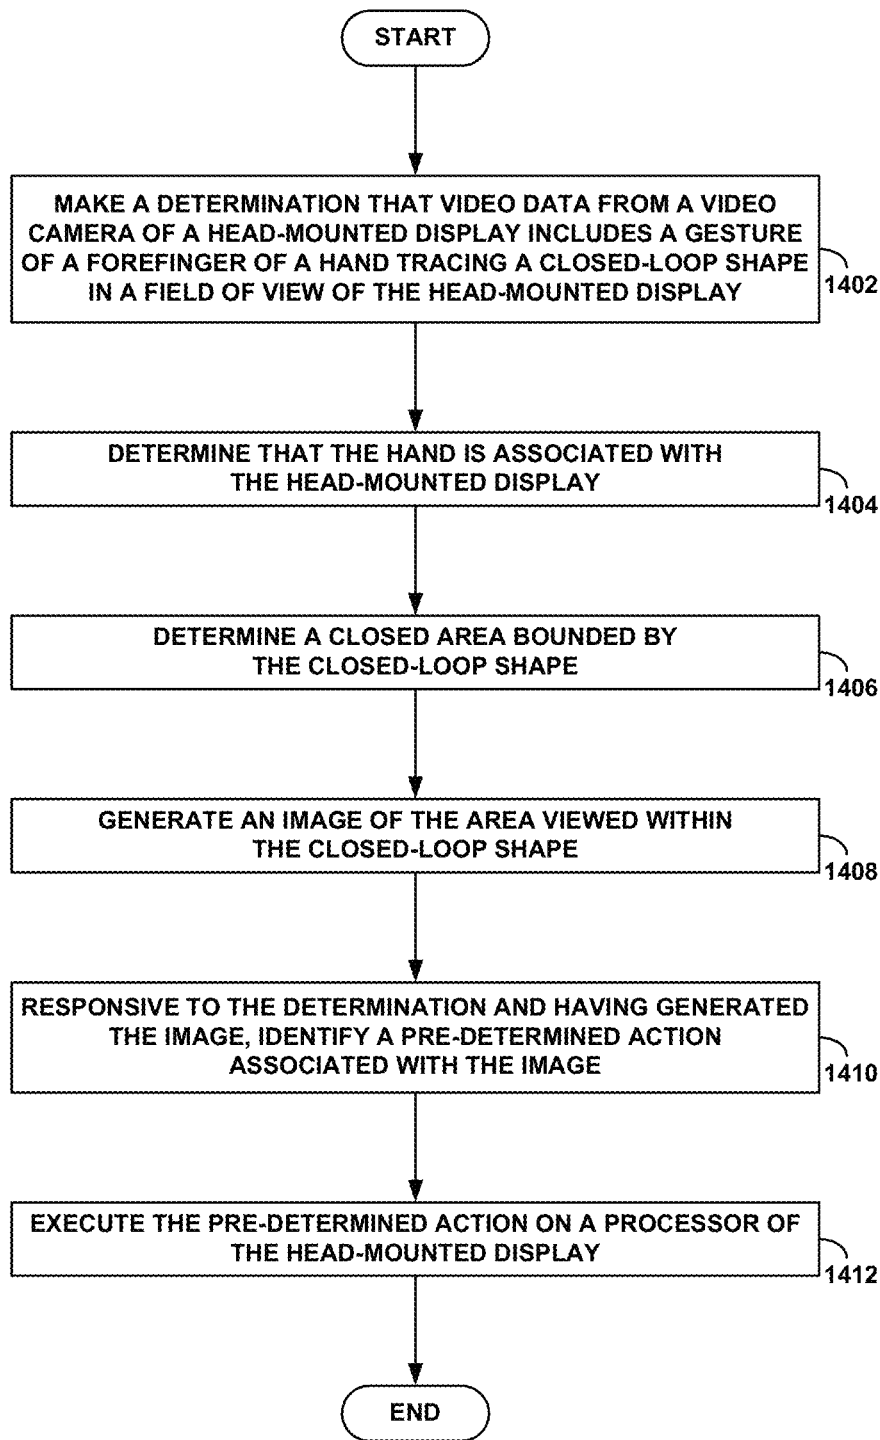 START
MAKE A DETERMINATION THAT VIDEO DATA FROM A VIDEO
CAMERA OF A HEAD-MOUNTED DISPLAY INCLUDES A GESTURE
OF A FOREFINGER OF A HAND TRACING A CLOSED-LOOP SHAPE
IN A FIELD OF VIEW OF THE HEAD-MOUNTED DISPLAY
1402
DETERMINE THAT THE HAND IS ASSOCIATED WITH
THE HEAD-MOUNTED DISPLAY
1404
DETERMINE A CLOSED AREA BOUNDED BY
THE CLOSED-LOOP SHAPE
1406
GENERATE AN IMAGE OF THE AREA VIEWED WITHIN
THE CLOSED-LOOP SHAPE
1408
RESPONSIVE TO THE DETERMINATION AND HAVING GENERATED
THE IMAGE, IDENTIFY A PRE-DETERMINED ACTION
ASSOCIATED WITH THE IMAGE
1410
EXECUTE THE PRE-DETERMINED ACTION ON A PROCESSOR OF
THE HEAD-MOUNTED DISPLAY
1412
END